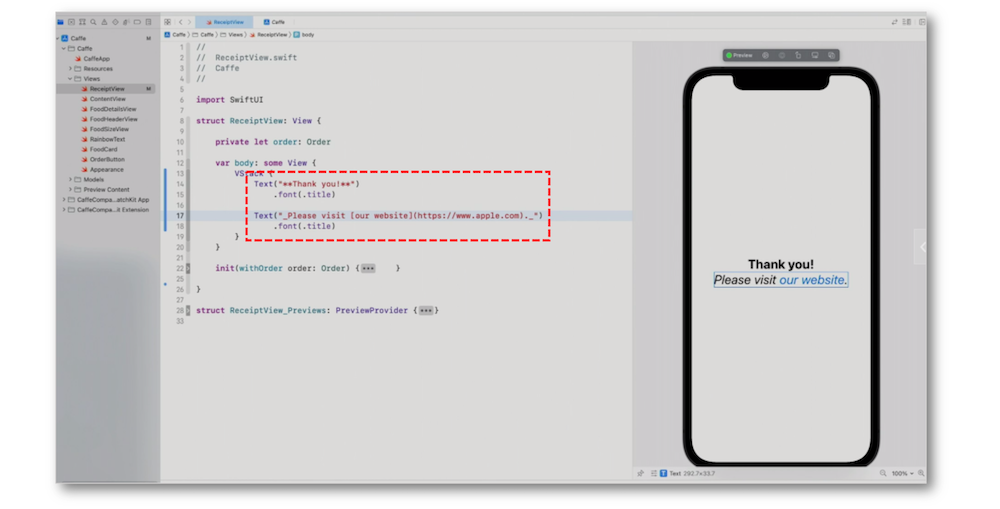 ReceiptView
Caffe
Caffe
M
Caffe
Caffe
Views
ReceiptView
body
Caffe
CaffeApp
Resources
Views
ReceiptView
M
ContentView
FoodDetailsView
FoodHeaderView
FoodSizeView
RainbowText
FoodCard
OrderButton
Appearance
Models
Preview Content
CaffeCompa...atchKit App
CaffeCompa...it Extension
1 //
2 // ReceiptView.swift
3 // Caffe
4 //
5
6 import SwiftUI
7
8 struct ReceiptView: View {
9
10 private let order: Order
11
12 var body: some View {
13 VStack {
14 Text("**Thank you!**")
15 .font(.title)
16
17 Text("_Please visit [our website](https://www.apple.com)._")
18 .font(.title)
19 }
20 }
21
22 init(withOrder order: Order) {••• }
25
26 }
27
28 struct ReceiptView_Previews: PreviewProvider {•••}
33
Preview
Thank you!
Please visit our website.
T Text 292.7×33.7
100%